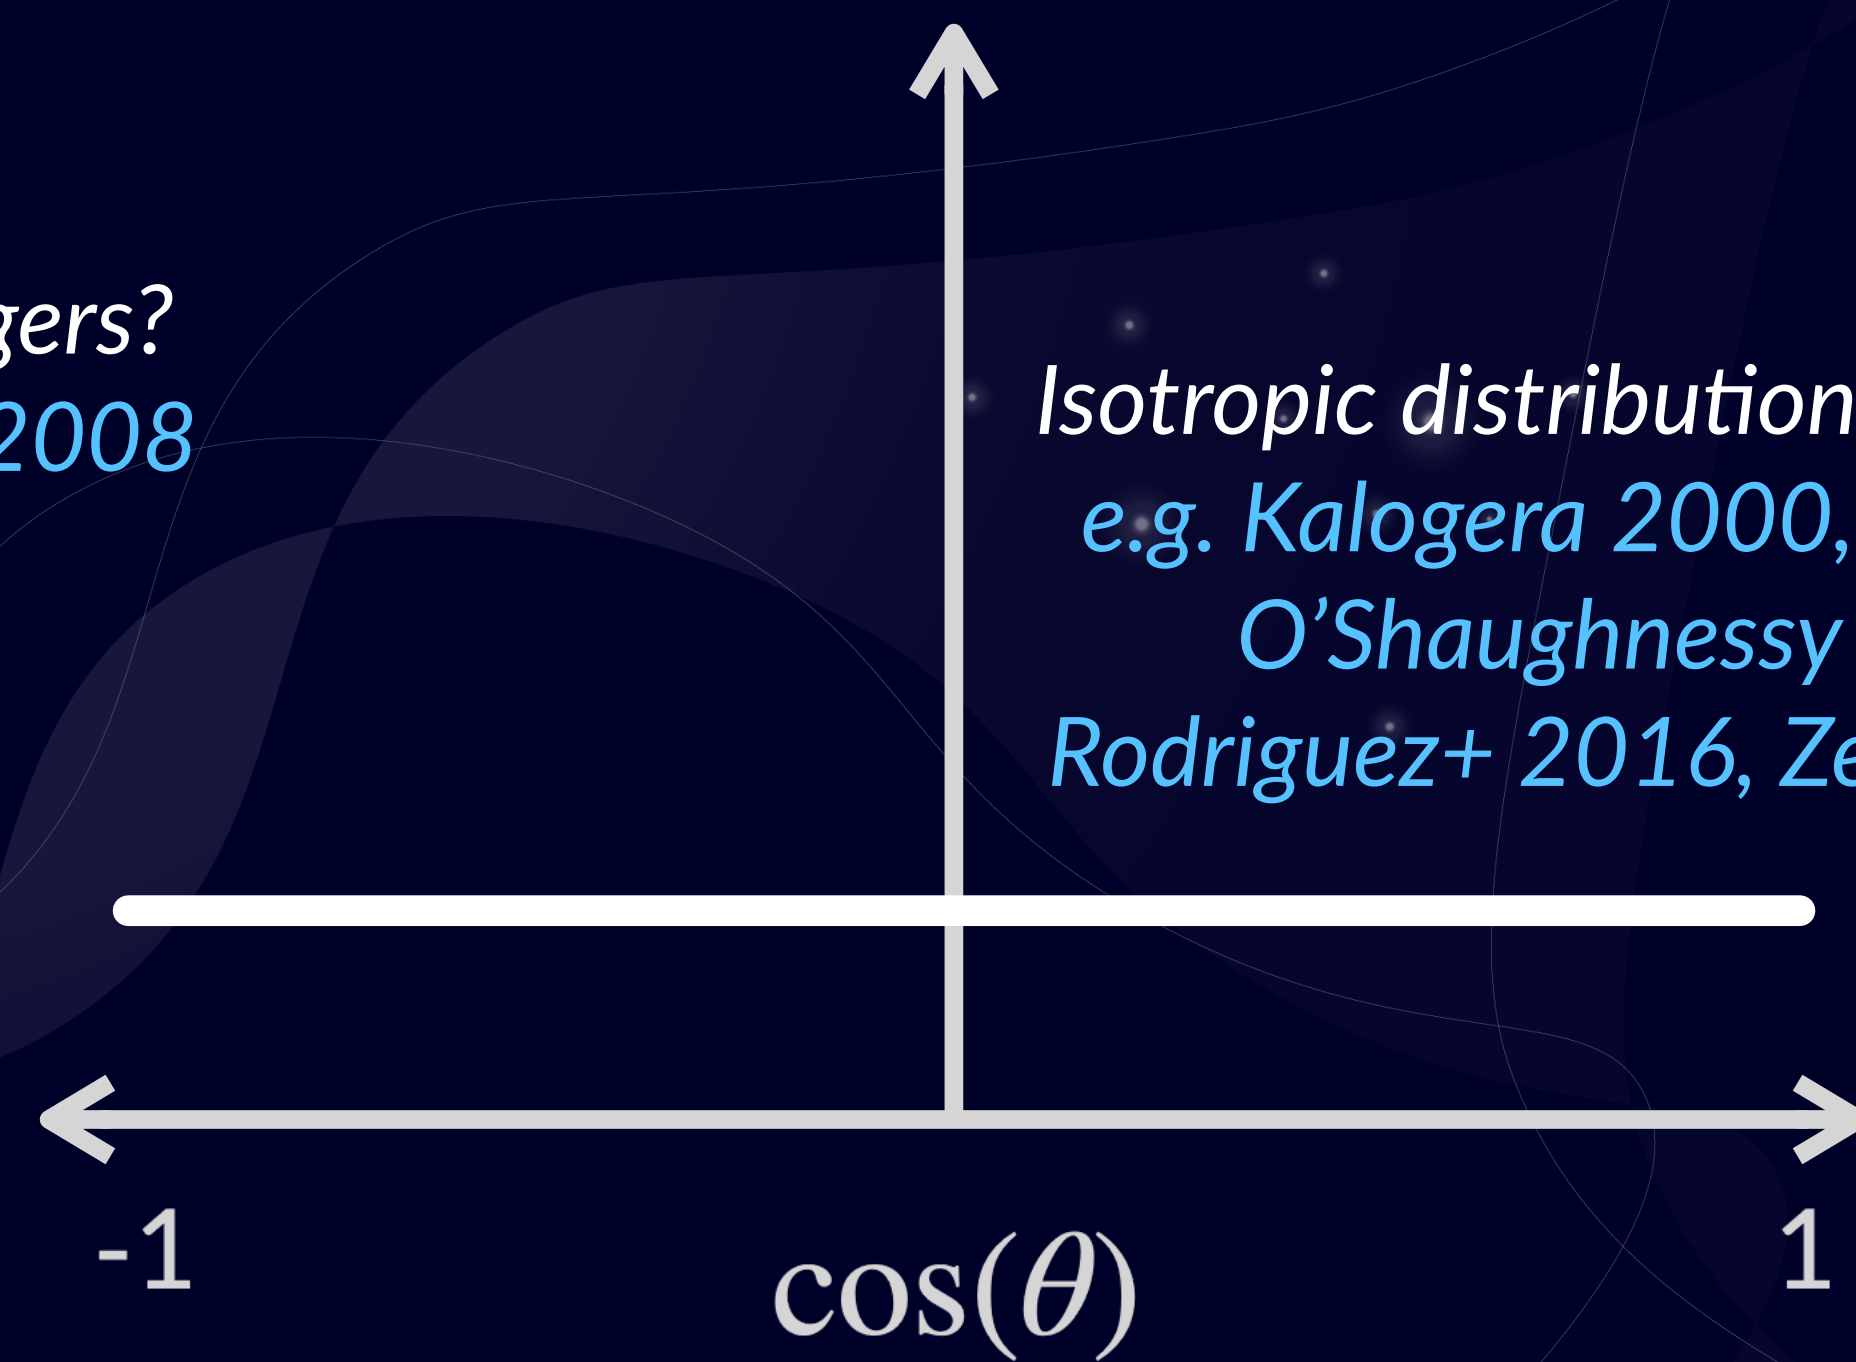 gers?
2008
Isotropic distribution
e.g. Kalogera 2000,
O’Shaughnessy
Rodriguez+ 2016, Ze
-1
cos(θ)
1